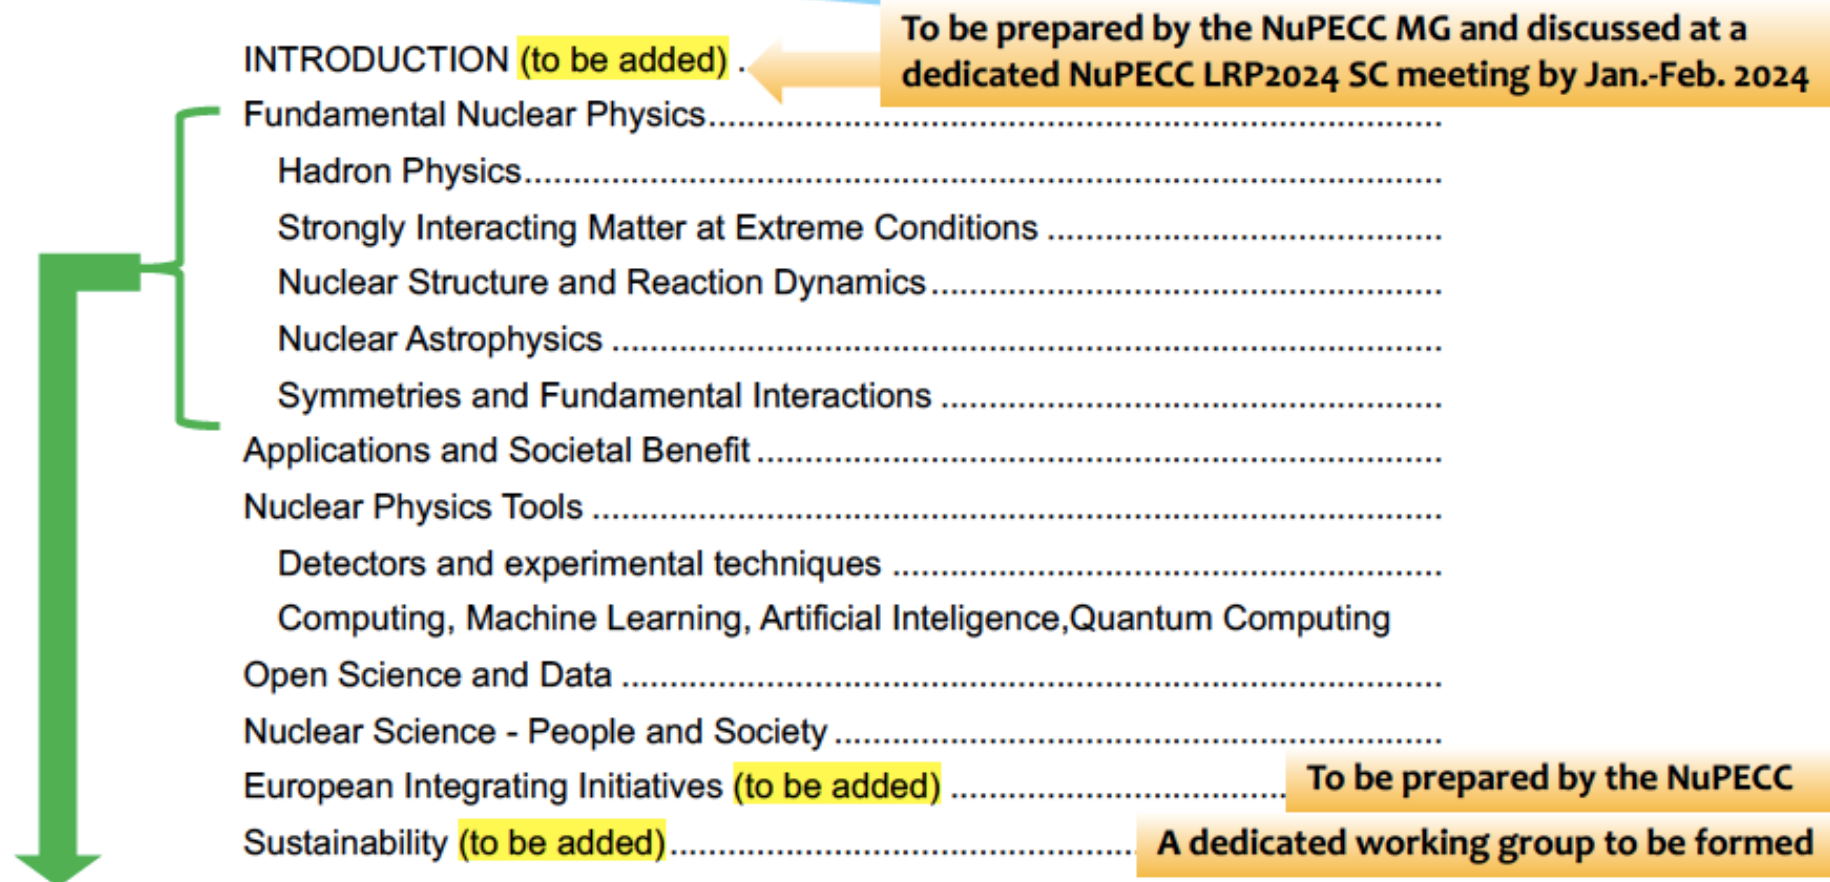 To be prepared by the NuPECC MG and discussed at a
dedicated NuPECC LRP2024 SC meeting by Jan.-Feb. 2024
INTRODUCTION (to be added) .
Fundamental Nuclear Physics............................................................................
Hadron Physics...............................................................................................
Strongly Interacting Matter at Extreme Conditions .........................................
Nuclear Structure and Reaction Dynamics.....................................................
Nuclear Astrophysics ......................................................................................
Symmetries and Fundamental Interactions ....................................................
Applications and Societal Benefit .......................................................................
Nuclear Physics Tools ........................................................................................
Detectors and experimental techniques .........................................................
Computing, Machine Learning, Artificial Inteligence,Quantum Computing
Open Science and Data .....................................................................................
Nuclear Science - People and Society ...............................................................
European Integrating Initiatives (to be added) ...................................
To be prepared by the NuPECC
Sustainability (to be added)................................................
A dedicated working group to be formed